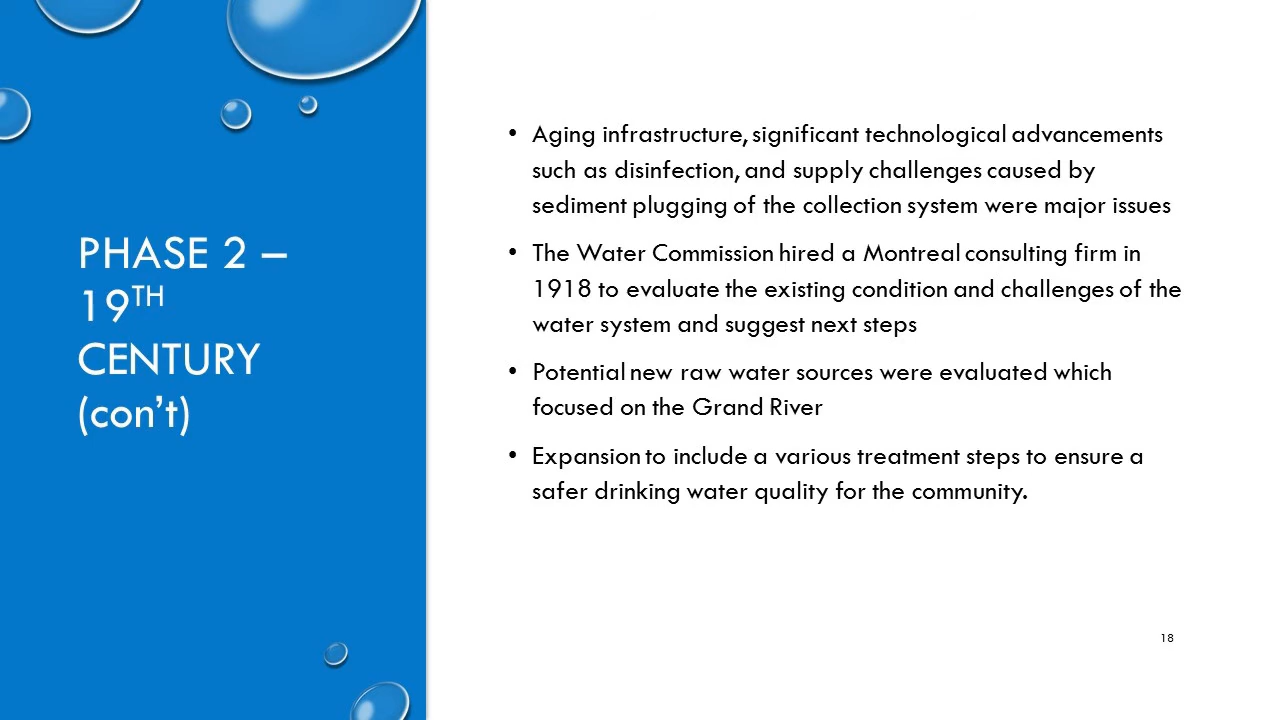 PHASE 2 –
19TH
CENTURY
(con’t)
• Aging infrastructure, significant technological advancements
such as disinfection, and supply challenges caused by
sediment plugging of the collection system were major issues
• The Water Commission hired a Montreal consulting firm in
1918 to evaluate the existing condition and challenges of the
water system and suggest next steps
• Potential new raw water sources were evaluated which
focused on the Grand River
• Expansion to include a various treatment steps to ensure a
safer drinking water quality for the community.
18